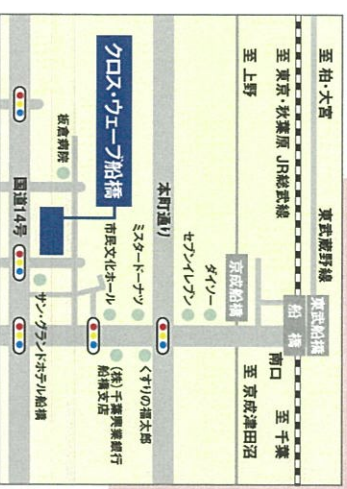 至 柏・大宮
東武野田線
東武船橋
至 東京・秋葉原 JR総武線
船橋
南口
至 千葉
至 上野
京成船橋
至 京成津田沼
ダイソー
セブンイレブン
本町通り
ミスタードーナツ
くすりの福太郎
市民文化ホール
(株)千葉興業銀行
船橋支店
クロス・ウェーブ船橋
板倉病院
サン・グランドホテル船橋
国道14号